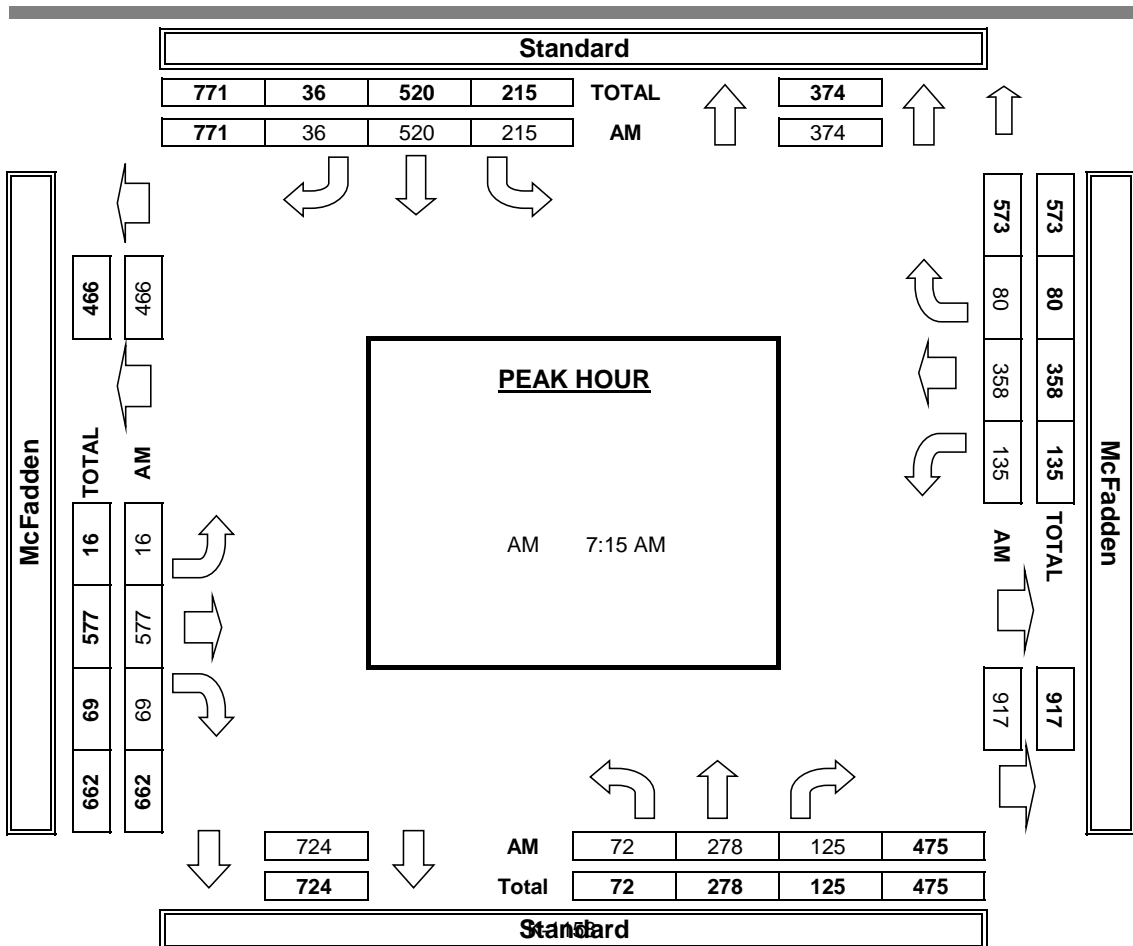 Standard
771 36 520 215 TOTAL 374
771 36 520 215 AM 374
McFadden
466 466
TOTAL AM
16 16
577 577
69 69
662 662
PEAK HOUR
AM 7:15 AM
573 573
80 80
358 358
135 135
AM TOTAL
917 917
McFadden
724 AM 72 278 125 475
724 Total 72 278 125 475
Standard